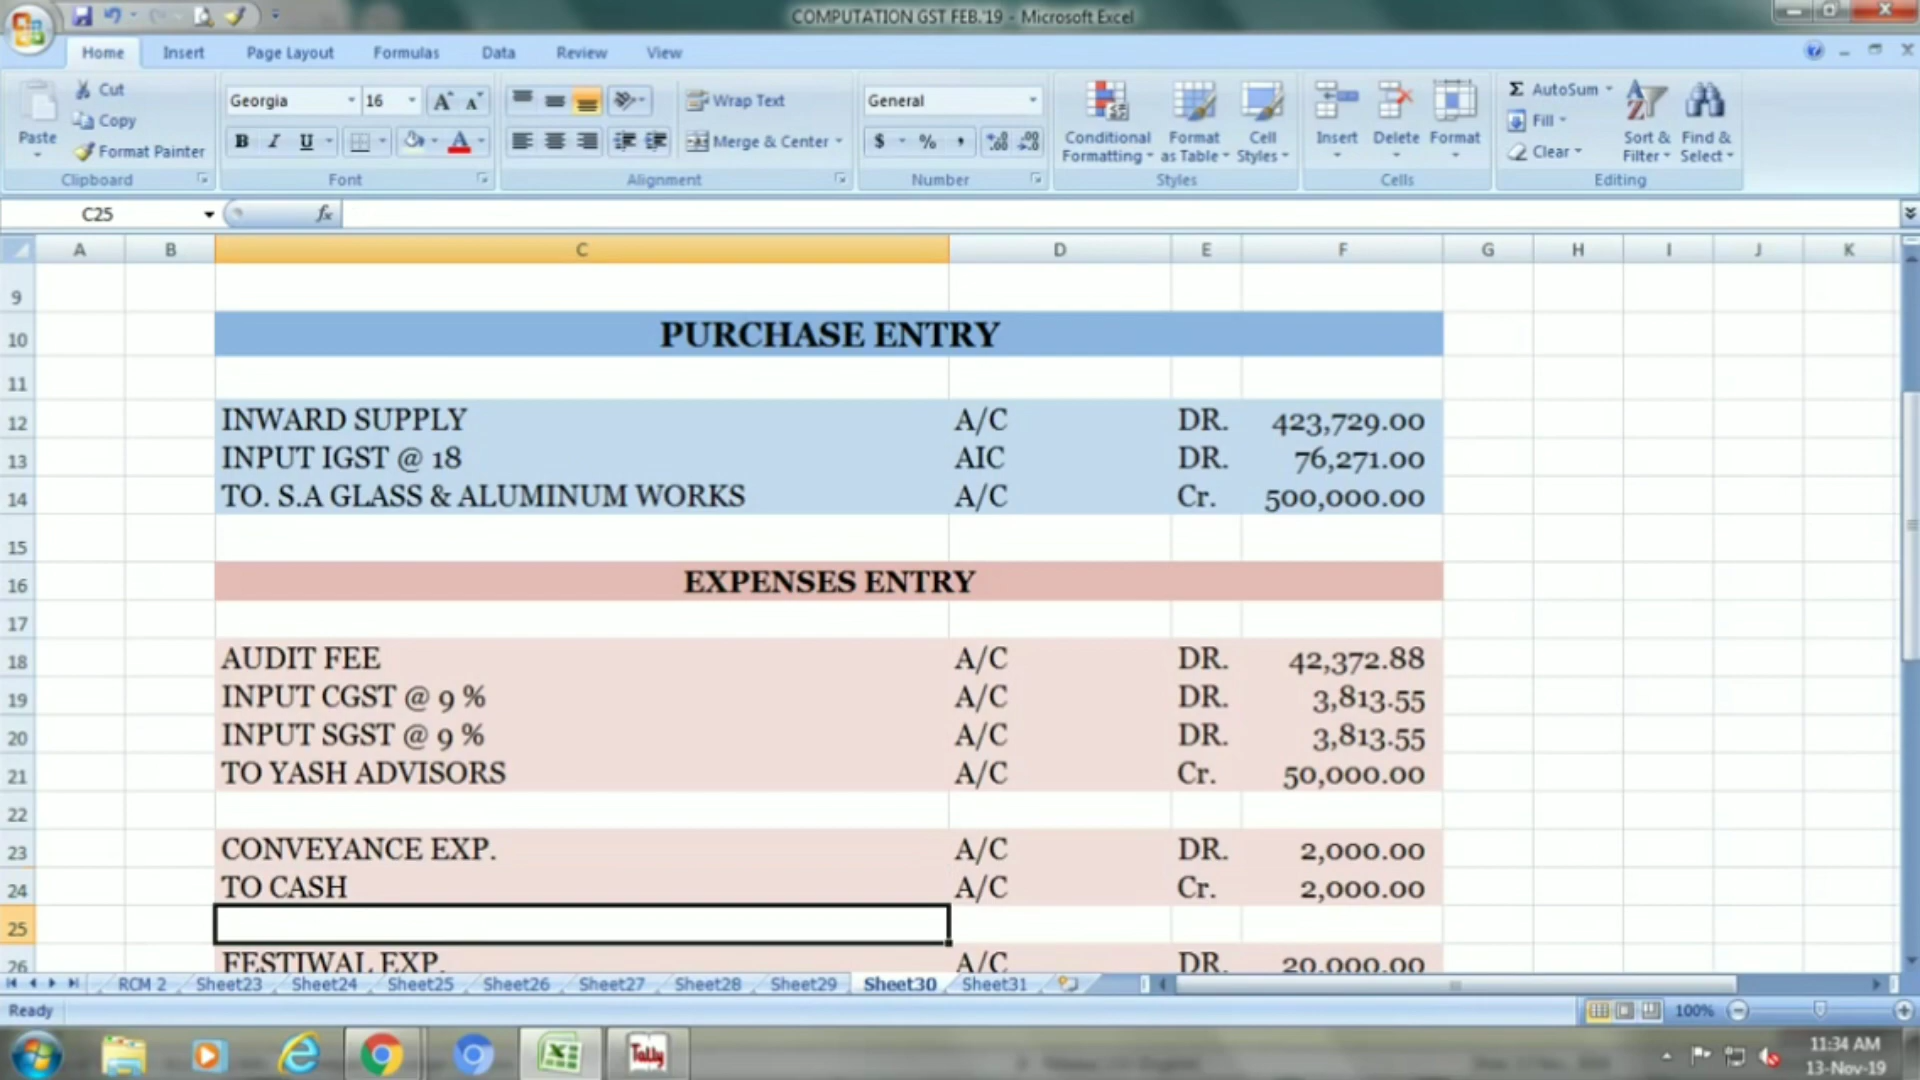 COMPUTATION GST FEB.'19 - Microsoft Excel
Home Insert Page Layout Formulas Data Review View
Paste Cut Copy Format Painter
Clipboard
Georgia 16
B I U
Font
Wrap Text
Merge & Center
Alignment
General
$ % ,
Number
Conditional Formatting Format as Table Cell Styles
Styles
Insert Delete Format
Cells
Σ AutoSum
Fill
Clear
Sort & Filter Find & Select
Editing
C25 fx
A B C D E F G H I J K
9
10 PURCHASE ENTRY
11
12 INWARD SUPPLY A/C DR. 423,729.00
13 INPUT IGST @ 18 AIC DR. 76,271.00
14 TO. S.A GLASS & ALUMINUM WORKS A/C Cr. 500,000.00
15
16 EXPENSES ENTRY
17
18 AUDIT FEE A/C DR. 42,372.88
19 INPUT CGST @ 9 % A/C DR. 3,813.55
20 INPUT SGST @ 9 % A/C DR. 3,813.55
21 TO YASH ADVISORS A/C Cr. 50,000.00
22
23 CONVEYANCE EXP. A/C DR. 2,000.00
24 TO CASH A/C Cr. 2,000.00
25
26 FESTIWAL EXP. A/C DR. 20,000.00
RCM 2 Sheet23 Sheet24 Sheet25 Sheet26 Sheet27 Sheet28 Sheet29 Sheet30 Sheet31
Ready 100%
Tally
11:34 AM
13-Nov-19